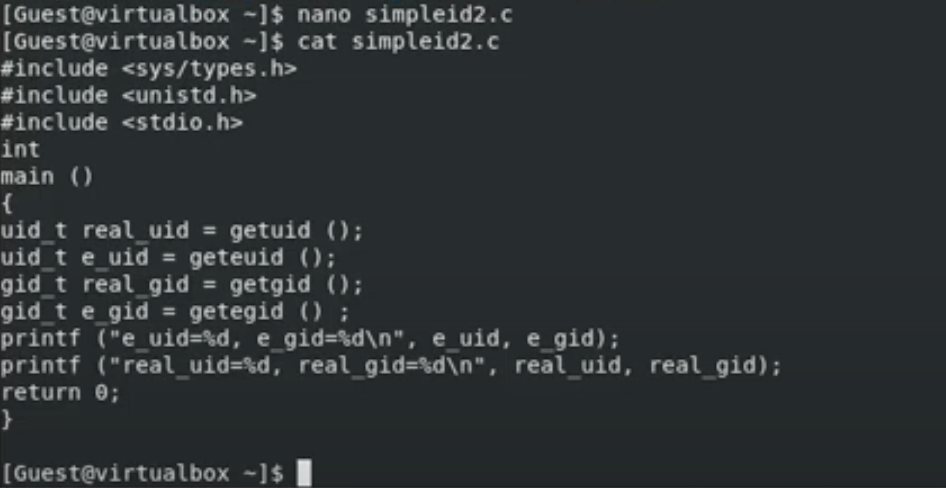 [Guest@virtualbox ~]$ nano simpleid2.c
[Guest@virtualbox ~]$ cat simpleid2.c
#include <sys/types.h>
#include <unistd.h>
#include <stdio.h>
int
main ()
{
uid_t real_uid = getuid ();
uid_t e_uid = geteuid ();
gid_t real_gid = getgid ();
gid_t e_gid = getegid () ;
printf ("e_uid=%d, e_gid=%d\n", e_uid, e_gid);
printf ("real_uid=%d, real_gid=%d\n", real_uid, real_gid);
return 0;
}
[Guest@virtualbox ~]$